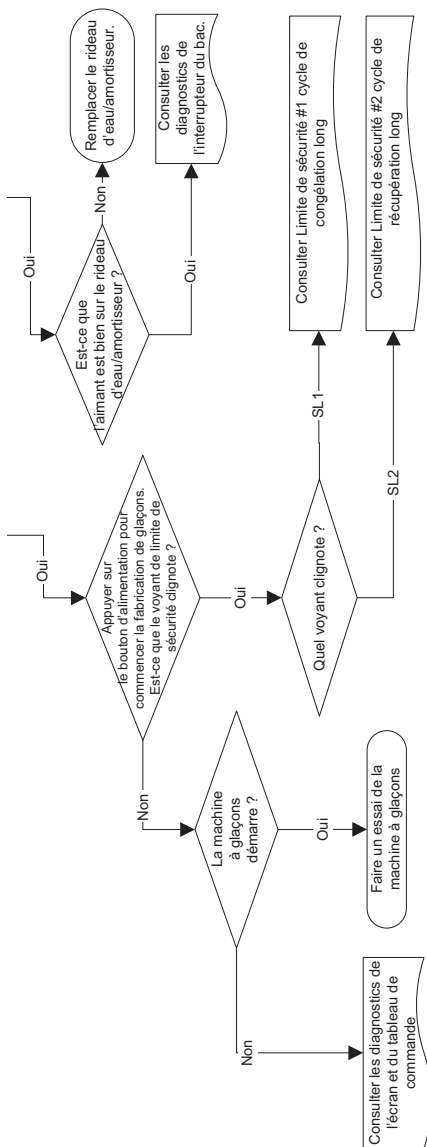 Oui
Est-ce que
l'aimant est bien sur le rideau
d'eau/amortisseur ?
Non
Remplacer le rideau
d'eau/amortisseur.
Oui
Consulter les
diagnostics de
l'interrupteur du bac.
Oui
Appuyer sur
le bouton d'alimentation pour
commencer la fabrication de glaçons.
Est-ce que le voyant de limite de
sécurité clignote ?
Oui
Quel voyant clignote ?
SL1
Consulter Limite de sécurité #1 cycle de
congélation long
SL2
Consulter Limite de sécurité #2 cycle de
récupération long
Non
La machine
à glaçons
démarre ?
Oui
Faire un essai de la
machine à glaçons
Non
Consulter les diagnostics de
l'écran et du tableau de
commande